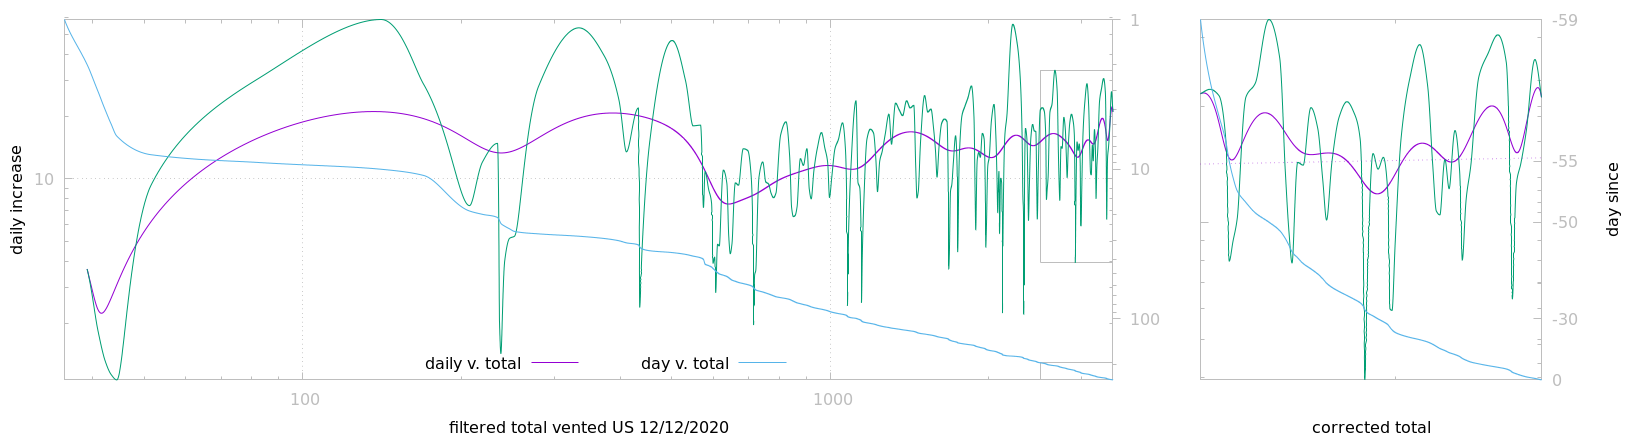 daily increase
10
daily v. total
day v. total
100
1000
filtered total vented US 12/12/2020
1
10
100
-59
-55
-50
-30
0
day since
corrected total